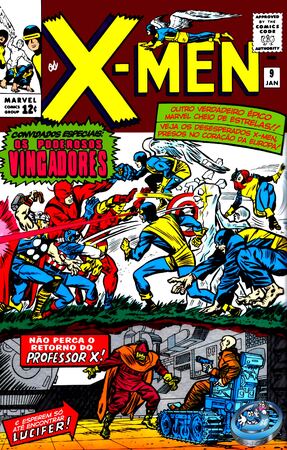 APPROVED
BY THE
COMICS
CODE
AUTHORITY
OS
X-MEN
MARVEL
COMICS
GROUP
12¢
9
JAN
OUTRO VERDADEIRO ÉPICO
MARVEL CHEIO DE ESTRELAS!!
VEJA OS DESESPERADOS X-MEN,
PRESOS NO CORAÇÃO DA EUROPA!
CONVIDADOS ESPECIAIS:
OS PODEROSOS
VINGADORES
NÃO PERCA O
RETORNO DO
PROFESSOR X!
E ESPEREM SÓ
ATÉ ENCONTRAR
LUCIFER!